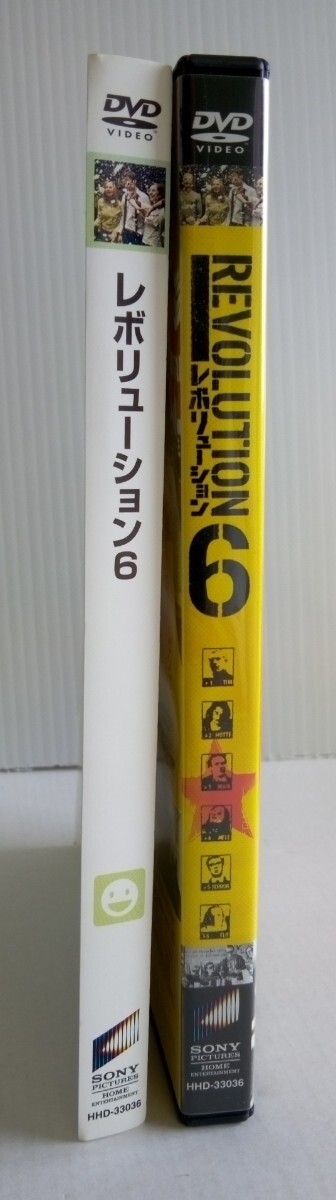 DVD
VIDEO
レボリューション6
SONY
PICTURES
HOME
ENTERTAINMENT
HHD-33036
DVD
VIDEO
REVOLUTION 6
レボリューション
SONY
PICTURES
HOME
ENTERTAINMENT
HHD-33036